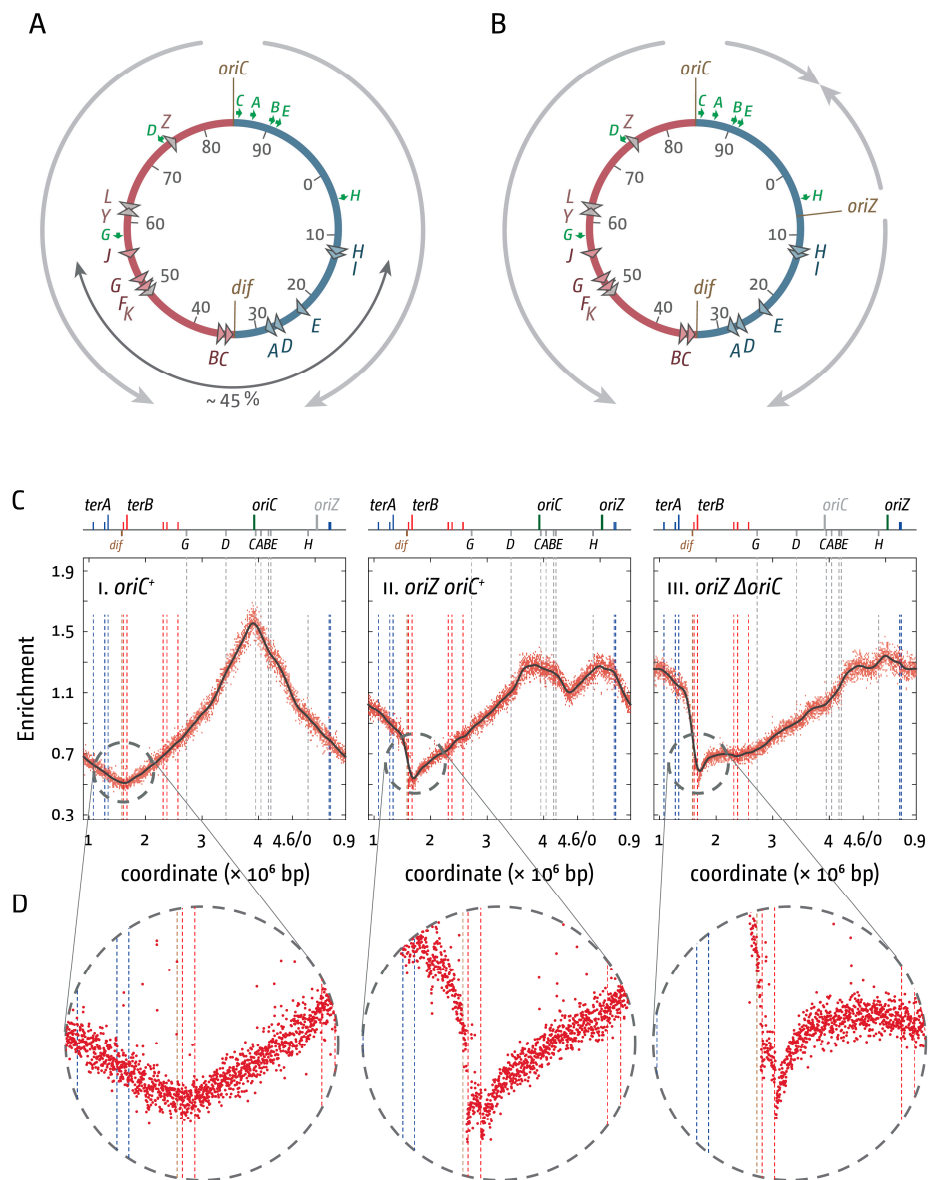 A
B
oriC
C A B E
D Z
80 90
70 0
L
Y 60
G
J
10 H
I
G
F
K
50
dif
20
40 30
E
BC
A D
~ 45 %
oriC
C A B E
D Z
80 90
70 0
H
oriZ
L
Y 60
G
J
10 H
I
G
F
K
50
dif
20
40 30
E
BC
A D
H
C
terA terB oriC oriZ
dif G D CABE H
terA terB oriC oriZ
dif G D CABE H
terA terB oriC oriZ
dif G D CABE H
Enrichment
1.9
1.5
1.1
0.7
0.3
I. oriC+
II. oriZ oriC+
III. oriZ ΔoriC
1 2 3 4 4.6/0 0.9
1 2 3 4 4.6/0 0.9
1 2 3 4 4.6/0 0.9
coordinate (× 10⁶ bp)
coordinate (× 10⁶ bp)
coordinate (× 10⁶ bp)
D